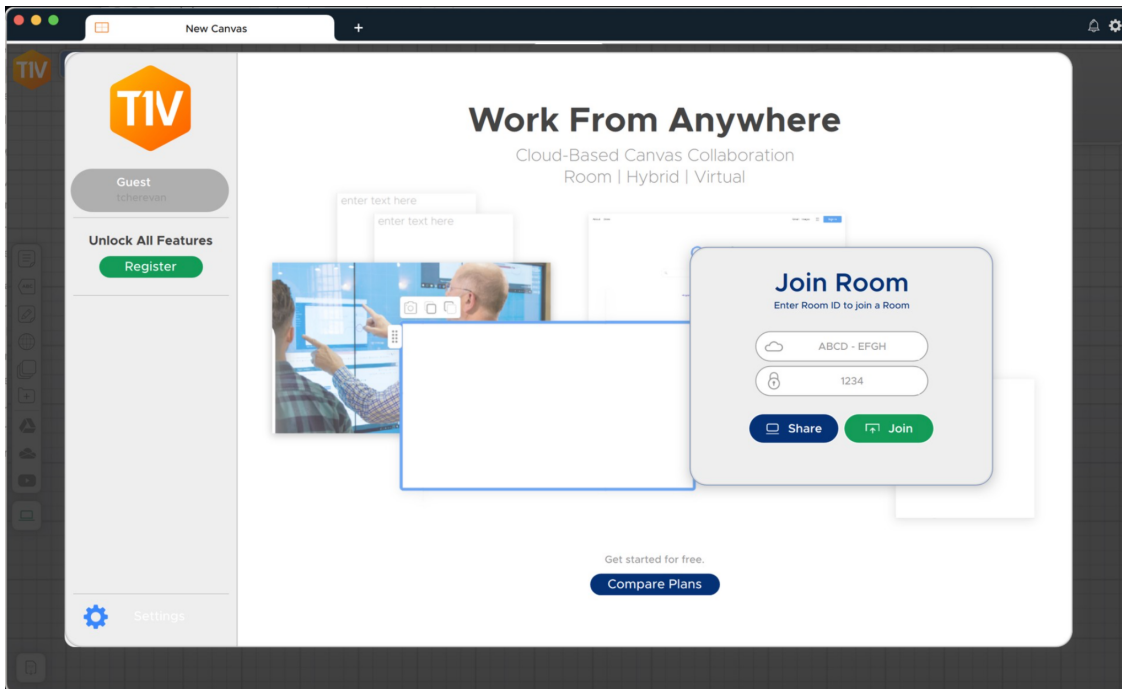 New Canvas
+
T1V
T1V
Guest
tcherevan
Unlock All Features
Register
Settings
Work From Anywhere
Cloud-Based Canvas Collaboration
Room | Hybrid | Virtual
enter text here
enter text here
Join Room
Enter Room ID to join a Room
ABCD - EFGH
1234
Share
Join
Get started for free.
Compare Plans